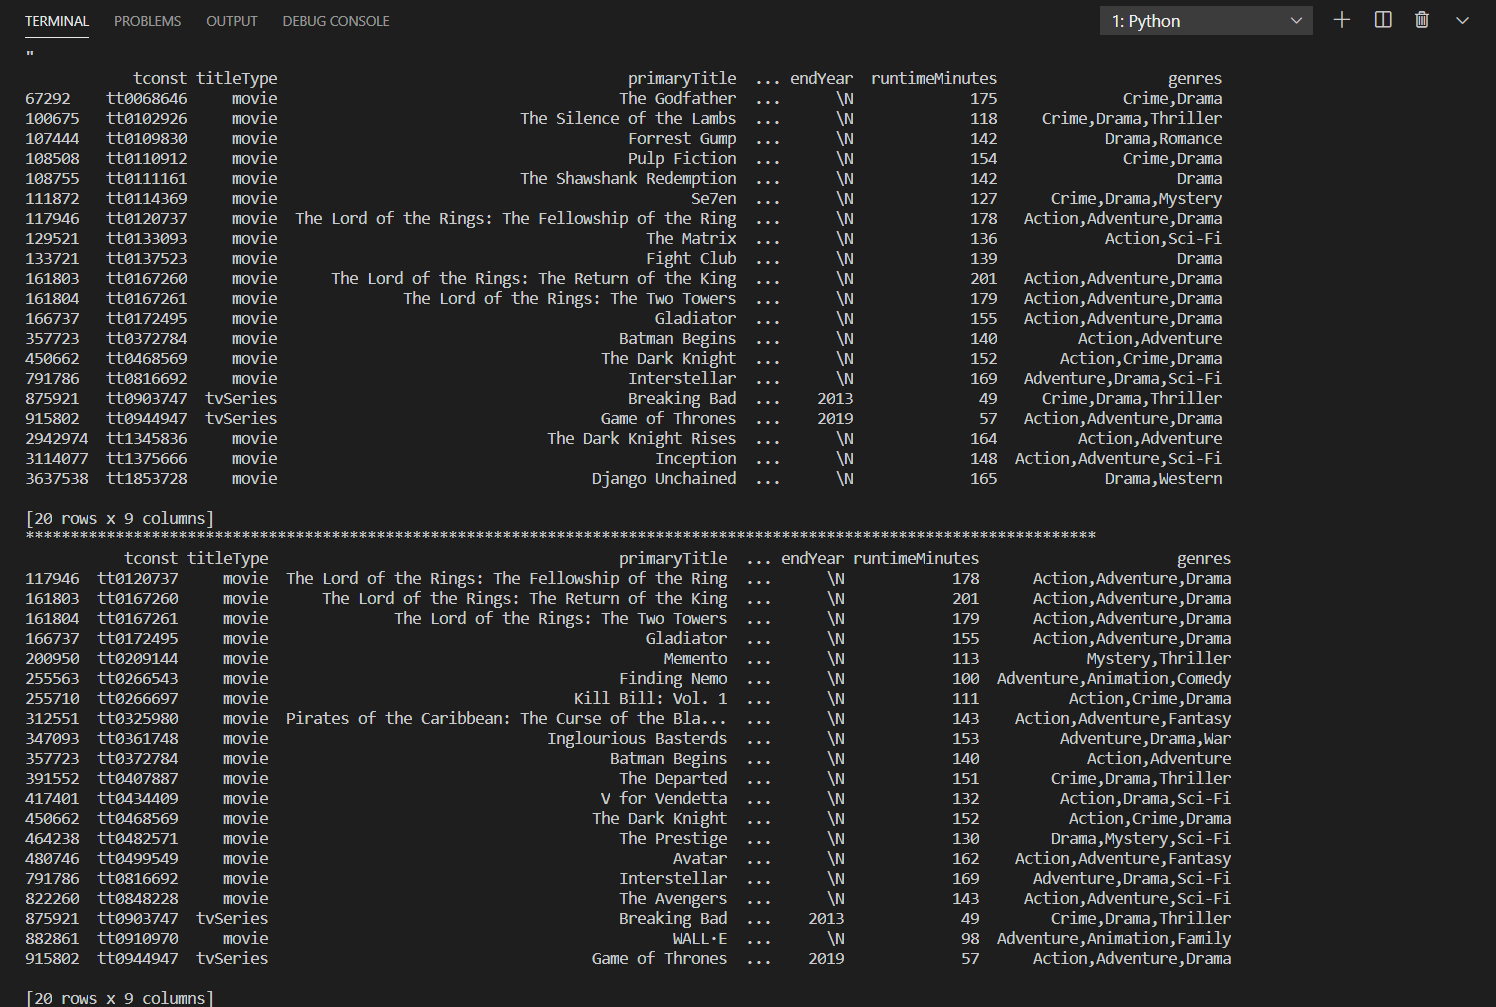 TERMINAL PROBLEMS OUTPUT DEBUG CONSOLE 1: Python
"
tconst titleType primaryTitle ... endYear runtimeMinutes genres
67292 tt0068646 movie The Godfather ... \N 175 Crime,Drama
100675 tt0102926 movie The Silence of the Lambs ... \N 118 Crime,Drama,Thriller
107444 tt0109830 movie Forrest Gump ... \N 142 Drama,Romance
108508 tt0110912 movie Pulp Fiction ... \N 154 Crime,Drama
108755 tt0111161 movie The Shawshank Redemption ... \N 142 Drama
111872 tt0114369 movie Se7en ... \N 127 Crime,Drama,Mystery
117946 tt0120737 movie The Lord of the Rings: The Fellowship of the Ring ... \N 178 Action,Adventure,Drama
129521 tt0133093 movie The Matrix ... \N 136 Action,Sci-Fi
133721 tt0137523 movie Fight Club ... \N 139 Drama
161803 tt0167260 movie The Lord of the Rings: The Return of the King ... \N 201 Action,Adventure,Drama
161804 tt0167261 movie The Lord of the Rings: The Two Towers ... \N 179 Action,Adventure,Drama
166737 tt0172495 movie Gladiator ... \N 155 Action,Adventure,Drama
357723 tt0372784 movie Batman Begins ... \N 140 Action,Adventure
450662 tt0468569 movie The Dark Knight ... \N 152 Action,Crime,Drama
791786 tt0816692 movie Interstellar ... \N 169 Adventure,Drama,Sci-Fi
875921 tt0903747 tvSeries Breaking Bad ... 2013 49 Crime,Drama,Thriller
915802 tt0944947 tvSeries Game of Thrones ... 2019 57 Action,Adventure,Drama
2942974 tt1345836 movie The Dark Knight Rises ... \N 164 Action,Adventure
3114077 tt1375666 movie Inception ... \N 148 Action,Adventure,Sci-Fi
3637538 tt1853728 movie Django Unchained ... \N 165 Drama,Western
[20 rows x 9 columns]
***********************************************************************************************************************
tconst titleType primaryTitle ... endYear runtimeMinutes genres
117946 tt0120737 movie The Lord of the Rings: The Fellowship of the Ring ... \N 178 Action,Adventure,Drama
161803 tt0167260 movie The Lord of the Rings: The Return of the King ... \N 201 Action,Adventure,Drama
161804 tt0167261 movie The Lord of the Rings: The Two Towers ... \N 179 Action,Adventure,Drama
166737 tt0172495 movie Gladiator ... \N 155 Action,Adventure,Drama
200950 tt0209144 movie Memento ... \N 113 Mystery,Thriller
255563 tt0266543 movie Finding Nemo ... \N 100 Adventure,Animation,Comedy
255710 tt0266697 movie Kill Bill: Vol. 1 ... \N 111 Action,Crime,Drama
312551 tt0325980 movie Pirates of the Caribbean: The Curse of the Bla... ... \N 143 Action,Adventure,Fantasy
347093 tt0361748 movie Inglourious Basterds ... \N 153 Adventure,Drama,War
357723 tt0372784 movie Batman Begins ... \N 140 Action,Adventure
391552 tt0407887 movie The Departed ... \N 151 Crime,Drama,Thriller
417401 tt0434409 movie V for Vendetta ... \N 132 Action,Drama,Sci-Fi
450662 tt0468569 movie The Dark Knight ... \N 152 Action,Crime,Drama
464238 tt0482571 movie The Prestige ... \N 130 Drama,Mystery,Sci-Fi
480746 tt0499549 movie Avatar ... \N 162 Action,Adventure,Fantasy
791786 tt0816692 movie Interstellar ... \N 169 Adventure,Drama,Sci-Fi
822260 tt0848228 movie The Avengers ... \N 143 Action,Adventure,Sci-Fi
875921 tt0903747 tvSeries Breaking Bad ... 2013 49 Crime,Drama,Thriller
882861 tt0910970 movie WALL·E ... \N 98 Adventure,Animation,Family
915802 tt0944947 tvSeries Game of Thrones ... 2019 57 Action,Adventure,Drama
[20 rows x 9 columns]